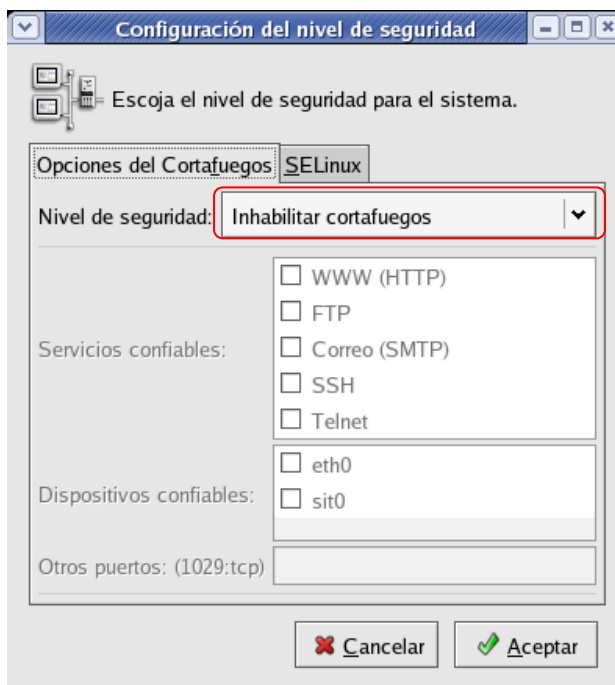 Configuración del nivel de seguridad
Escoja el nivel de seguridad para el sistema.
Opciones del Cortafuegos SELinux
Nivel de seguridad: Inhabilitar cortafuegos
Servicios confiables:
WWW (HTTP)
FTP
Correo (SMTP)
SSH
Telnet
Dispositivos confiables:
eth0
sit0
Otros puertos: (1029:tcp)
Cancelar Aceptar